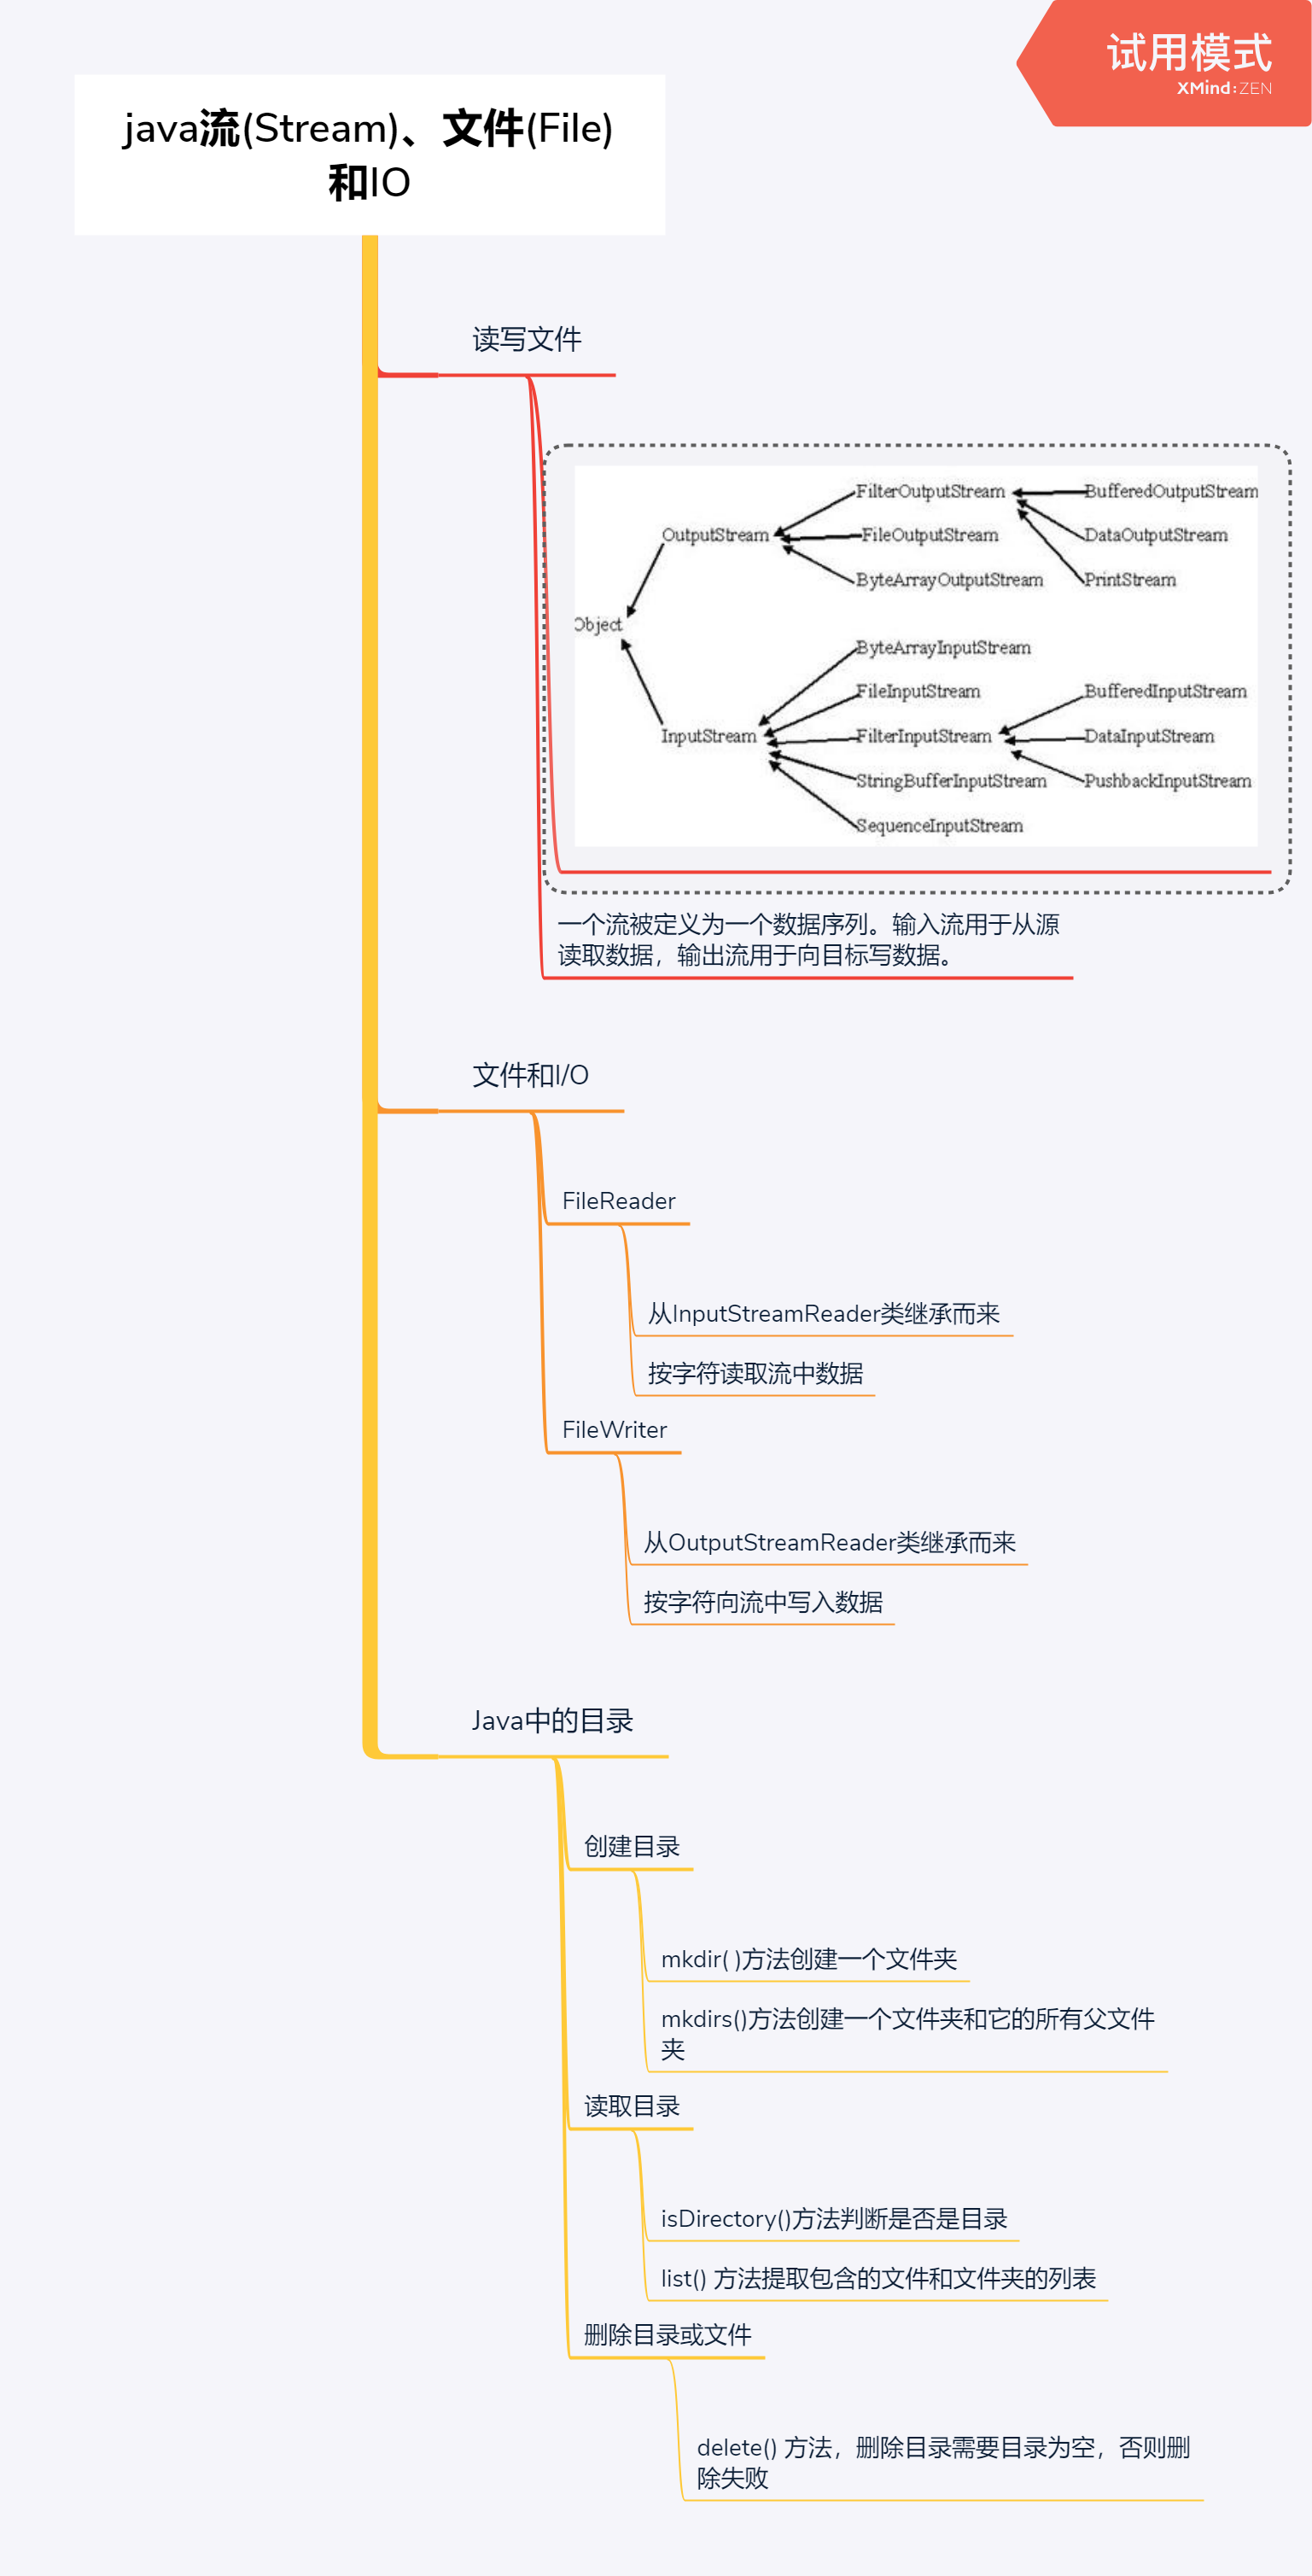 试用模式
XMind:ZEN
java流(Stream)、文件(File)
和IO
读写文件
FilterOutputStream
BufferedOutputStream
OutputStream
FileOutputStream
DataOutputStream
ByteArrayOutputStream
PrintStream
Object
ByteArrayInputStream
FileInputStream
BufferedInputStream
InputStream
FilterInputStream
DataInputStream
StringBufferInputStream
PushbackInputStream
SequenceInputStream
一个流被定义为一个数据序列。输入流用于从源
读取数据，输出流用于向目标写数据。
文件和I/O
FileReader
从InputStreamReader类继承而来
按字符读取流中数据
FileWriter
从OutputStreamReader类继承而来
按字符向流中写入数据
Java中的目录
创建目录
mkdir( )方法创建一个文件夹
mkdirs()方法创建一个文件夹和它的所有父文件
夹
读取目录
isDirectory()方法判断是否是目录
list() 方法提取包含的文件和文件夹的列表
删除目录或文件
delete() 方法，删除目录需要目录为空，否则删
除失败